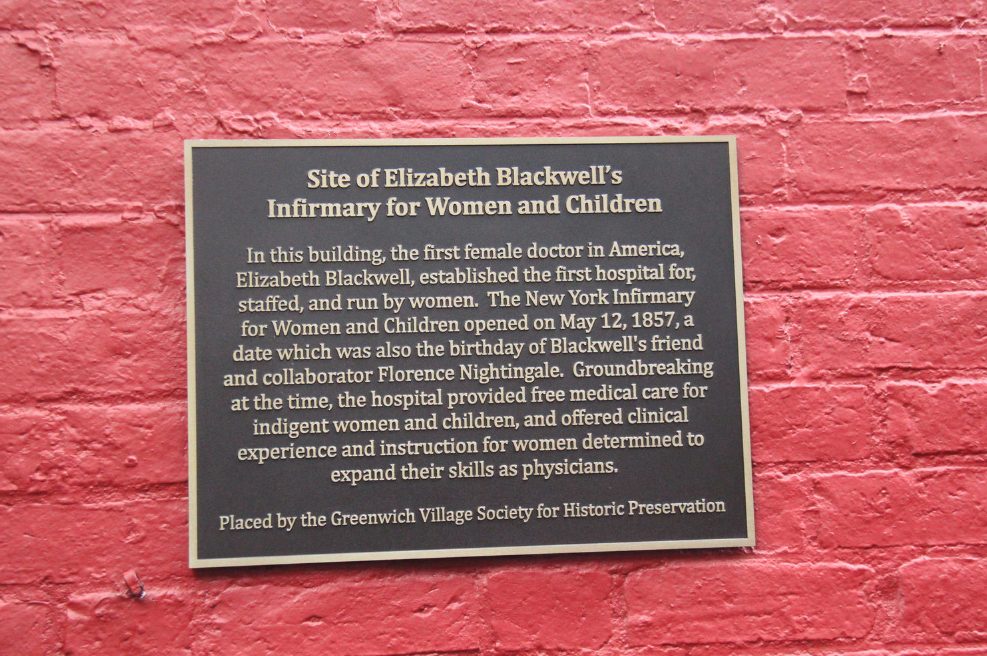 Site of Elizabeth Blackwell’s
Infirmary for Women and Children
In this building, the first female doctor in America,
Elizabeth Blackwell, established the first hospital for,
staffed, and run by women. The New York Infirmary
for Women and Children opened on May 12, 1857, a
date which was also the birthday of Blackwell's friend
and collaborator Florence Nightingale. Groundbreaking
at the time, the hospital provided free medical care for
indigent women and children, and offered clinical
experience and instruction for women determined to
expand their skills as physicians.
Placed by the Greenwich Village Society for Historic Preservation